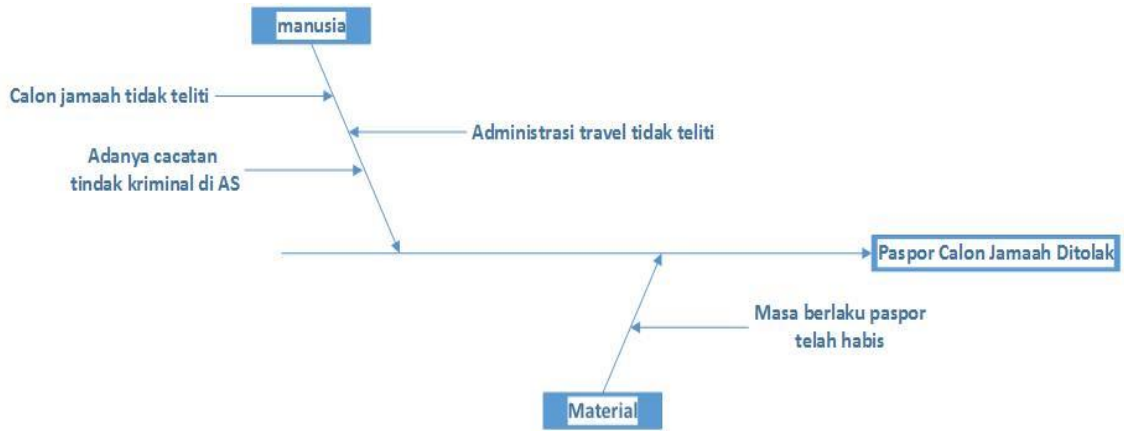 manusia
Calon jamaah tidak teliti
Administrasi travel tidak teliti
Adanya cacatan
tindak kriminal di AS
Paspor Calon Jamaah Ditolak
Masa berlaku paspor
telah habis
Material